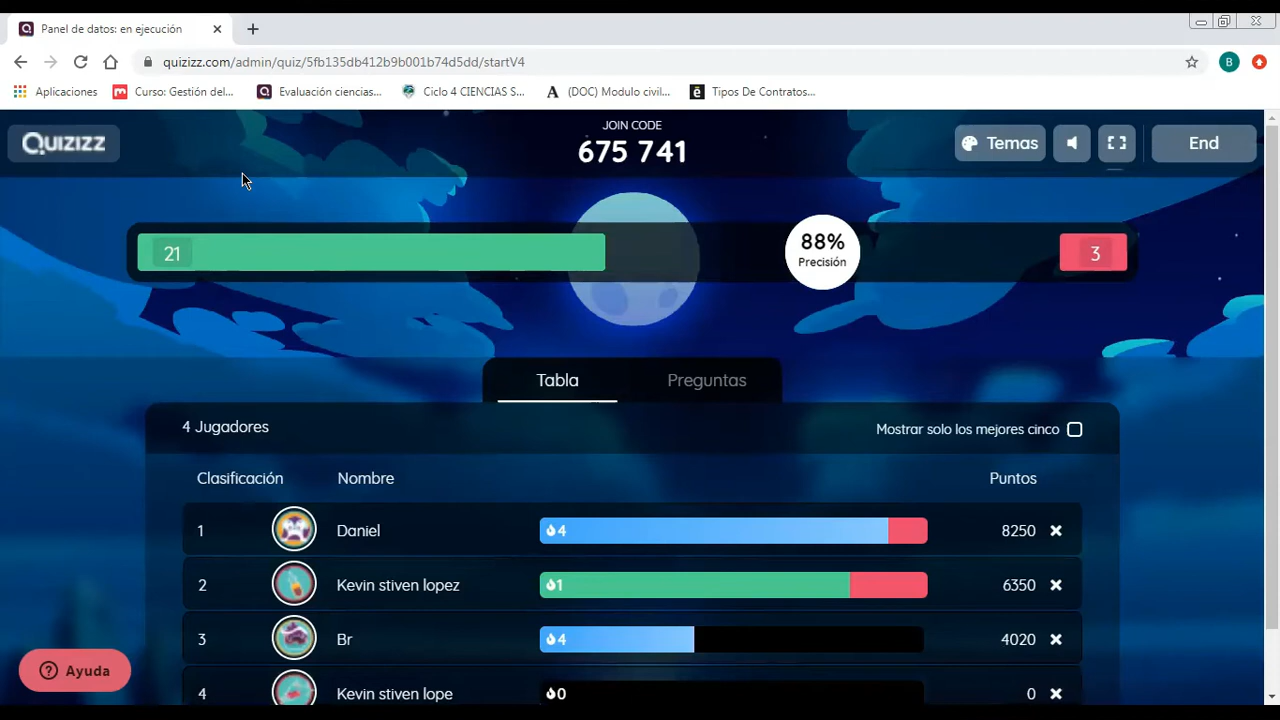 Panel de datos: en ejecución
quizizz.com/admin/quiz/5fb135db412b9b001b74d5dd/startV4
B
Aplicaciones
Curso: Gestión del...
Evaluación ciencias...
Ciclo 4 CIENCIAS S...
(DOC) Modulo civil...
Tipos De Contratos...
Quizizz
JOIN CODE
675 741
Temas
End
21
88%
Precisión
3
Tabla
Preguntas
4 Jugadores
Mostrar solo los mejores cinco
Clasificación Nombre Puntos
1 Daniel 4 8250
2 Kevin stiven lopez 1 6350
3 Br 4 4020
4 Kevin stiven lope 0 0
Ayuda